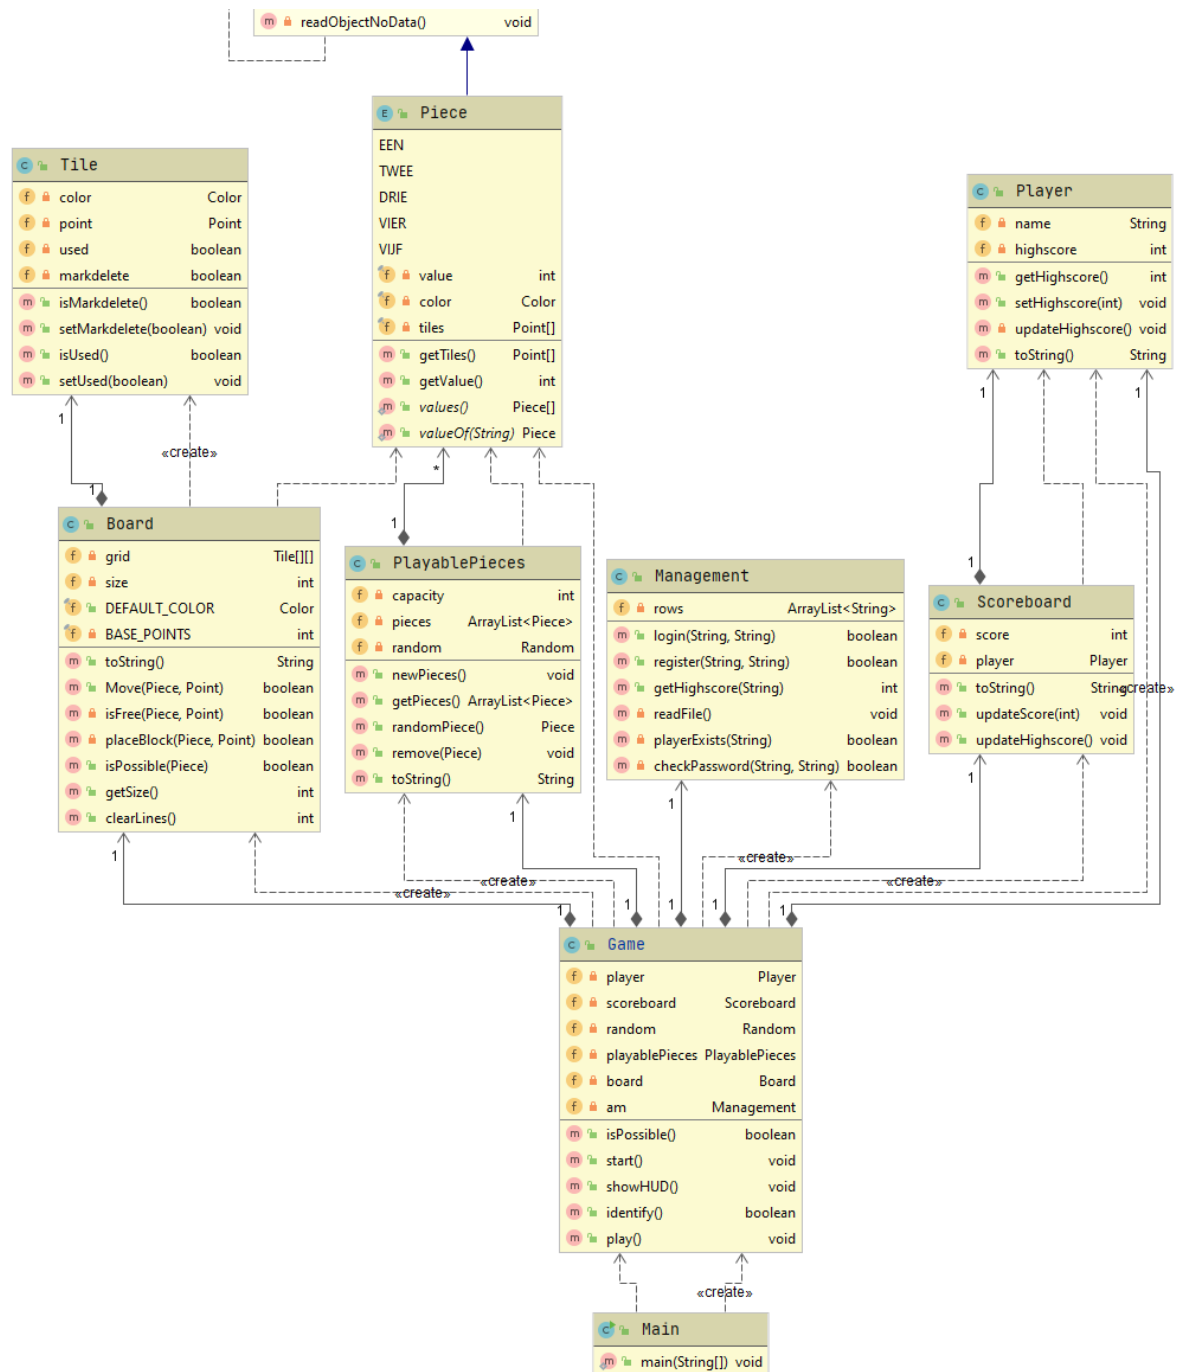 readObjectNoData() void
E Piece
EEN
TWEE
DRIE
VIER
VIJF
f value int
f color Color
f tiles Point[]
m getTiles() Point[]
m getValue() int
m values() Piece[]
m valueOf(String) Piece
C Tile
f color Color
f point Point
f used boolean
f markdelete boolean
m isMarkdelete() boolean
m setMarkdelete(boolean) void
m isUsed() boolean
m setUsed(boolean) void
C Player
f name String
f highscore int
m getHighscore() int
m setHighscore(int) void
m updateHighscore() void
m toString() String
1
«create»
*
1
1
1
1
1
1
C Board
f grid Tile[][]
f size int
f DEFAULT_COLOR Color
f BASE_POINTS int
m toString() String
m Move(Piece, Point) boolean
m isFree(Piece, Point) boolean
m placeBlock(Piece, Point) boolean
m isPossible(Piece) boolean
m getSize() int
m clearLines() int
C PlayablePieces
f capacity int
f pieces ArrayList<Piece>
f random Random
m newPieces() void
m getPieces() ArrayList<Piece>
m randomPiece() Piece
m remove(Piece) void
m toString() String
C Management
f rows ArrayList<String>
m login(String, String) boolean
m register(String, String) boolean
m getHighscore(String) int
m readFile() void
m playerExists(String) boolean
m checkPassword(String, String) boolean
C Scoreboard
f score int
f player Player
m toString() String
«create»
m updateScore(int) void
m updateHighscore() void
1
1
1
1
«create»
«create»
«create»
«create»
1
1
1
1
1
C Game
f player Player
f scoreboard Scoreboard
f random Random
f playablePieces PlayablePieces
f board Board
f am Management
m isPossible() boolean
m start() void
m showHUD() void
m identify() boolean
m play() void
«create»
C Main
m main(String[]) void